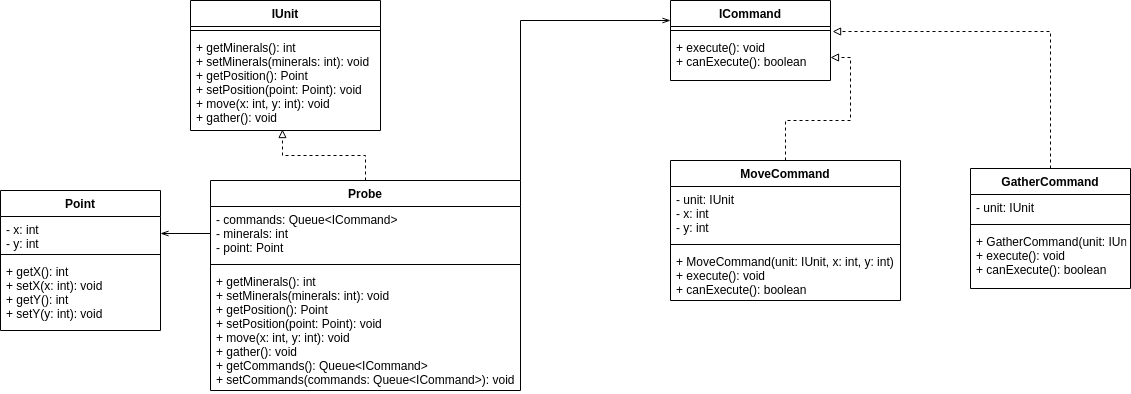 IUnit
+ getMinerals(): int
+ setMinerals(minerals: int): void
+ getPosition(): Point
+ setPosition(point: Point): void
+ move(x: int, y: int): void
+ gather(): void
ICommand
+ execute(): void
+ canExecute(): boolean
Point
- x: int
- y: int
+ getX(): int
+ setX(x: int): void
+ getY(): int
+ setY(y: int): void
Probe
- commands: Queue<ICommand>
- minerals: int
- point: Point
+ getMinerals(): int
+ setMinerals(minerals: int): void
+ getPosition(): Point
+ setPosition(point: Point): void
+ move(x: int, y: int): void
+ gather(): void
+ getCommands(): Queue<ICommand>
+ setCommands(commands: Queue<ICommand>): void
MoveCommand
- unit: IUnit
- x: int
- y: int
+ MoveCommand(unit: IUnit, x: int, y: int)
+ execute(): void
+ canExecute(): boolean
GatherCommand
- unit: IUnit
+ GatherCommand(unit: IUn
+ execute(): void
+ canExecute(): boolean